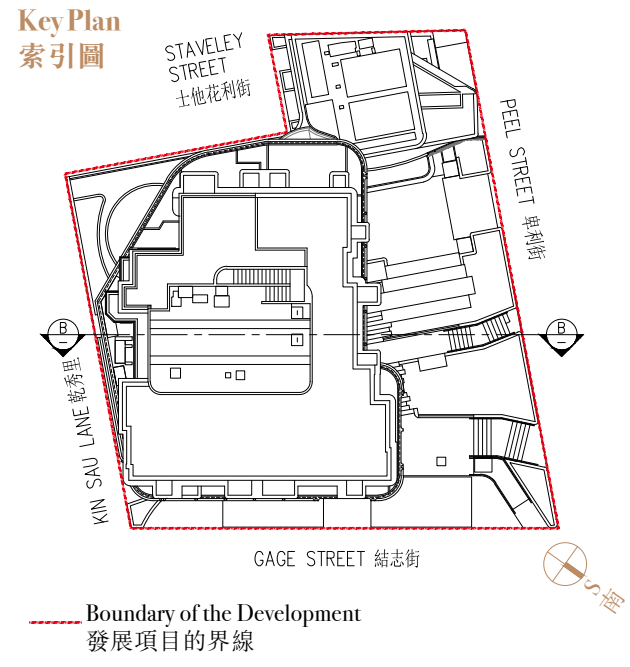 Key Plan
索引圖
STAVELEY
STREET
士他花利街
PEEL STREET 卑利街
B
B
KIN SAU LANE 乾秀里
GAGE STREET 結志街
S南
Boundary of the Development
發展項目的界線